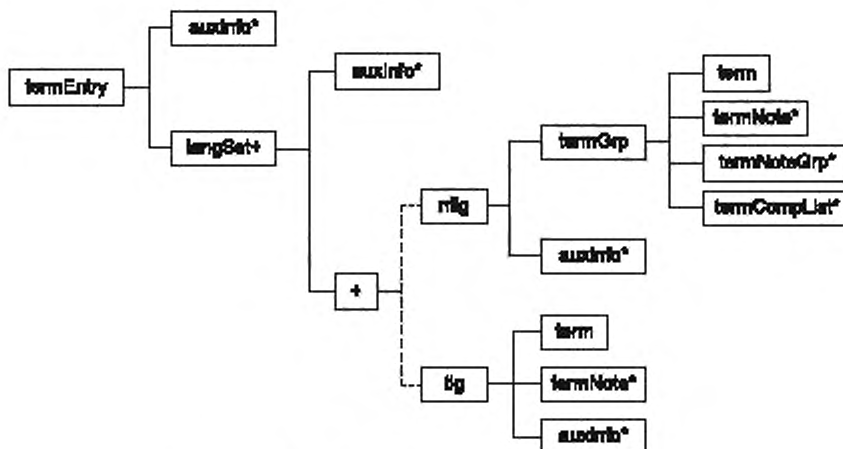 termEntry
auxInfo*
langSet+
auxInfo*
+
ntig
termGrp
term
termNote*
termNoteGrp*
termCompList*
auxInfo*
tig
term
termNote*
auxInfo*